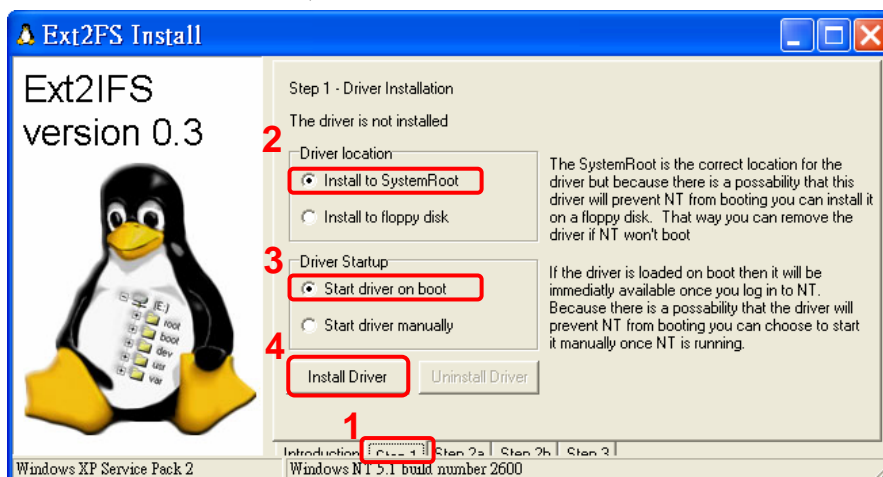 Ext2FS Install
Ext2IFS
version 0.3
(E:)
root
boot
dev
usr
var
Step 1 - Driver Installation
The driver is not installed
2
Driver location
Install to SystemRoot
Install to floppy disk
The SystemRoot is the correct location for the
driver but because there is a possability that this
driver will prevent NT from booting you can install it
on a floppy disk. That way you can remove the
driver if NT won't boot
3
Driver Startup
Start driver on boot
Start driver manually
If the driver is loaded on boot then it will be
immediatly available once you log in to NT.
Because there is a possability that the driver will
prevent NT from booting you can choose to start
it manually once NT is running.
4
Install Driver
Uninstall Driver
1
Introduction Step 1 Step 2a Step 2b Step 3
Windows XP Service Pack 2
Windows NT 5.1 build number 2600